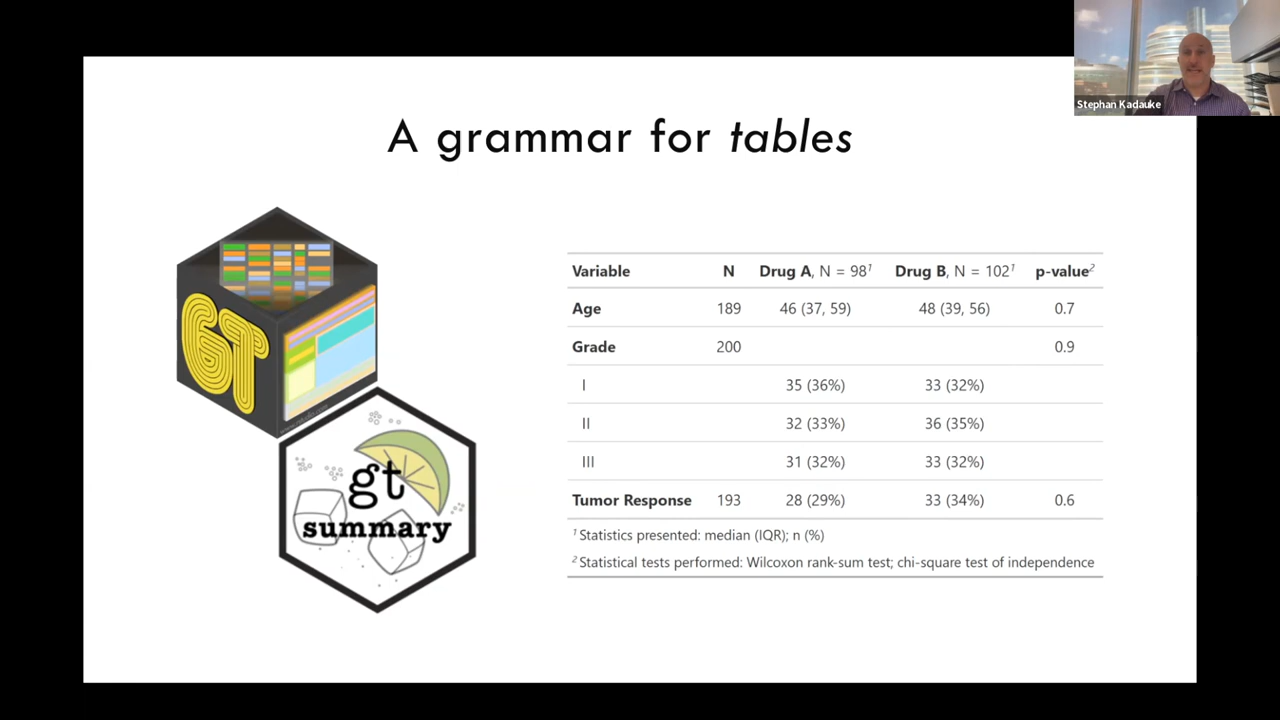 Stephan Kadauke
A grammar for tables
GT
gt
summary
Variable N Drug A, N = 98¹ Drug B, N = 102¹ p-value²
Age 189 46 (37, 59) 48 (39, 56) 0.7
Grade 200 0.9
I 35 (36%) 33 (32%)
II 32 (33%) 36 (35%)
III 31 (32%) 33 (32%)
Tumor Response 193 28 (29%) 33 (34%) 0.6
¹ Statistics presented: median (IQR); n (%)
² Statistical tests performed: Wilcoxon rank-sum test; chi-square test of independence